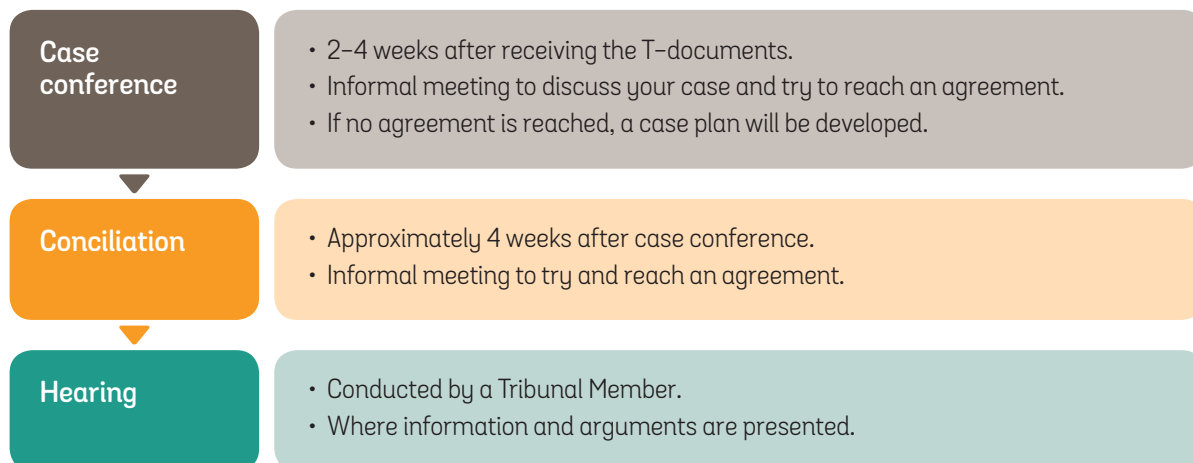 Case
conference
• 2–4 weeks after receiving the T-documents.
• Informal meeting to discuss your case and try to reach an agreement.
• If no agreement is reached, a case plan will be developed.
Conciliation
• Approximately 4 weeks after case conference.
• Informal meeting to try and reach an agreement.
Hearing
• Conducted by a Tribunal Member.
• Where information and arguments are presented.